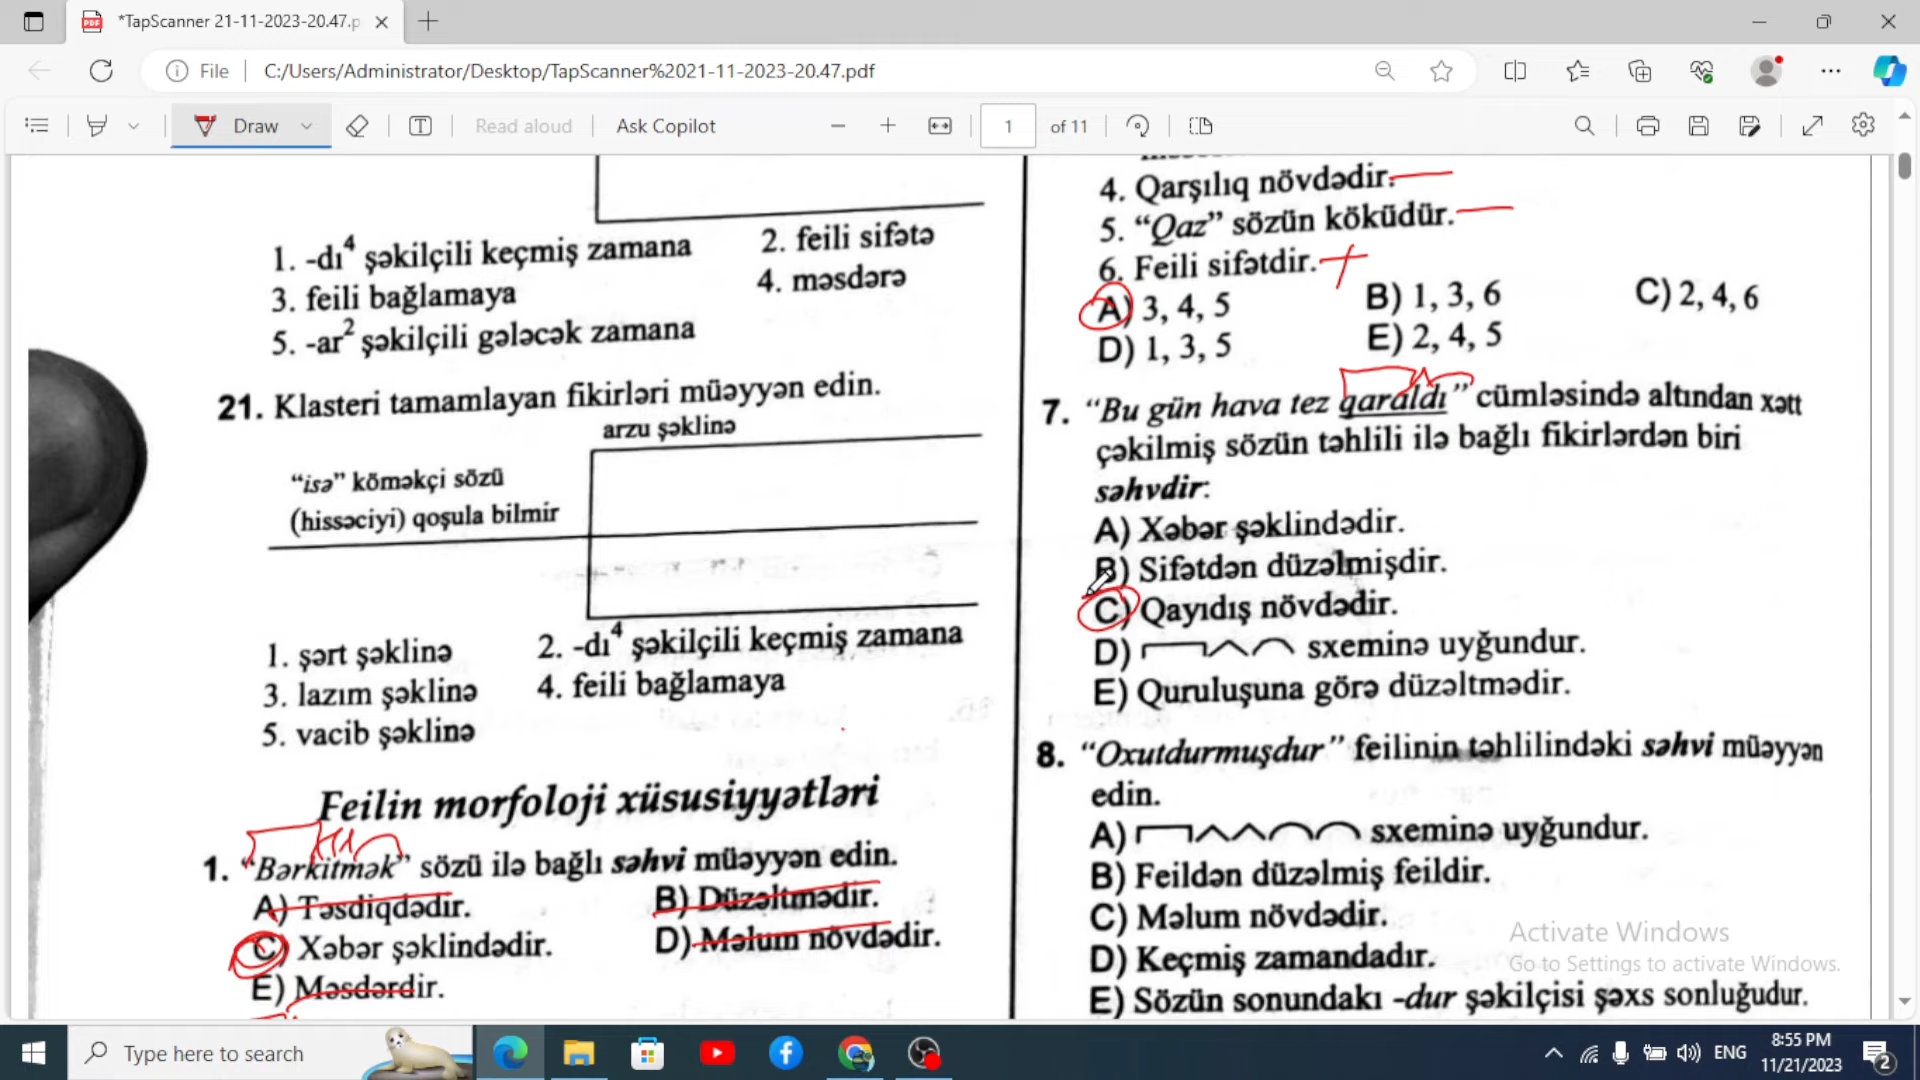 *TapScanner 21-11-2023-20.47.p
File
C:/Users/Administrator/Desktop/TapScanner%2021-11-2023-20.47.pdf
Draw
Read aloud
Ask Copilot
1
of 11
1. -dı⁴ şəkilçili keçmiş zamana
2. feili sifətə
3. feili bağlamaya
4. məsdərə
5. -ar² şəkilçili gələcək zamana
21. Klasteri tamamlayan fikirləri müəyyən edin.
arzu şəklinə
“isə” köməkçi sözü
(hissəciyi) qoşula bilmir
1. şərt şəklinə
2. -dı⁴ şəkilçili keçmiş zamana
3. lazım şəklinə
4. feili bağlamaya
5. vacib şəklinə
Feilin morfoloji xüsusiyyətləri
1. “Bərkitmək” sözü ilə bağlı səhvi müəyyən edin.
A) Təsdiqdədir.
B) Düzəltmədir.
C) Xəbər şəklindədir.
D) Məlum növdədir.
E) Məsdərdir.
4. Qarşılıq növdədir.
5. “Qaz” sözün köküdür.
6. Feili sifətdir.
A) 3, 4, 5
B) 1, 3, 6
C) 2, 4, 6
D) 1, 3, 5
E) 2, 4, 5
7. “Bu gün hava tez qaraldı” cümləsində altından xətt
çəkilmiş sözün təhlili ilə bağlı fikirlərdən biri
səhvdir:
A) Xəbər şəklindədir.
B) Sifətdən düzəlmişdir.
C) Qayıdış növdədir.
D) sxeminə uyğundur.
E) Quruluşuna görə düzəltmədir.
8. “Oxutdurmuşdur” feilinin təhlilindəki səhvi müəyyən
edin.
A) sxeminə uyğundur.
B) Feildən düzəlmiş feildir.
C) Məlum növdədir.
D) Keçmiş zamandadır.
E) Sözün sonundakı -dur şəkilçisi şəxs sonluğudur.
Activate Windows
Go to Settings to activate Windows.
Type here to search
ENG
8:55 PM
11/21/2023
2